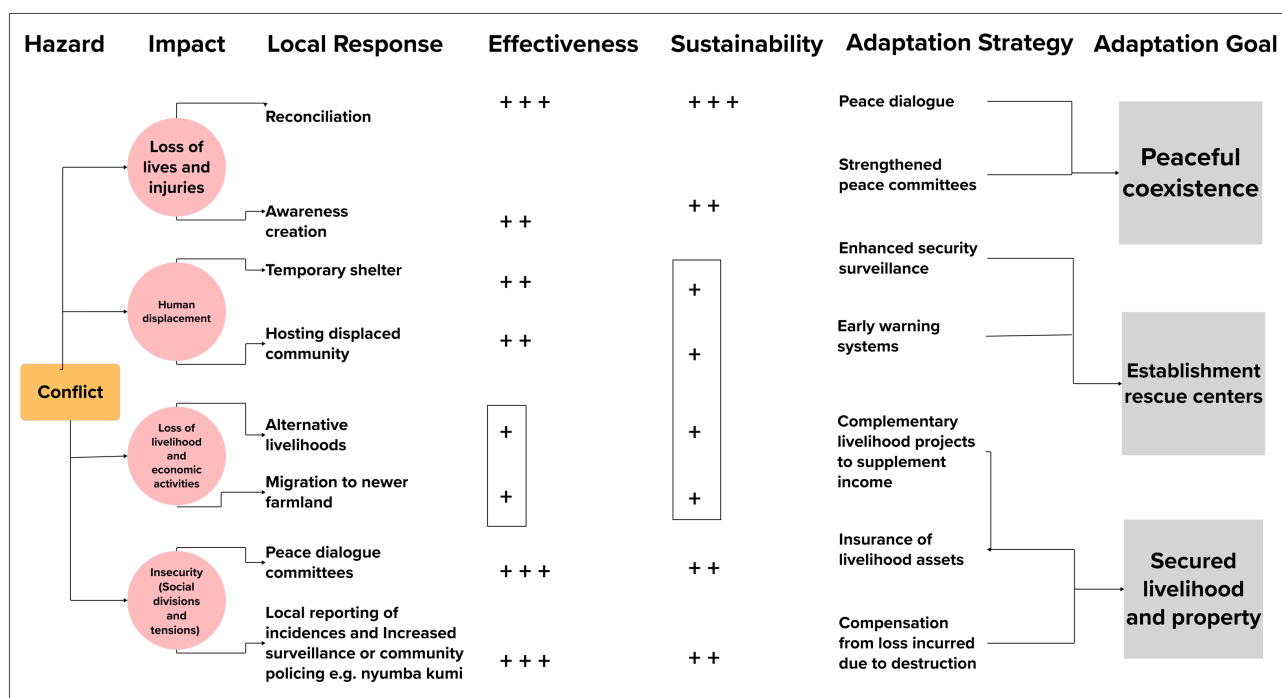 Hazard
Impact
Local Response
Effectiveness
Sustainability
Adaptation Strategy
Adaptation Goal
Conflict
Loss of
lives and
injuries
Reconciliation
+ + +
+ + +
Awareness
creation
+ +
+ +
Human
displacement
Temporary shelter
+ +
+
Hosting displaced
community
+ +
+
Loss of
livelihood
and
economic
activities
Alternative
livelihoods
+
+
Migration to newer
farmland
+
+
Insecurity
(Social
divisions
and
tensions)
Peace dialogue
committees
+ + +
+ +
Local reporting of
incidences and Increased
surveillance or community
policing e.g. nyumba kumi
+ + +
+ +
Peace dialogue
Strengthened
peace committees
Peaceful
coexistence
Enhanced security
surveillance
Early warning
systems
Establishment
rescue centers
Complementary
livelihood projects
to supplement
income
Insurance of
livelihood assets
Compensation
from loss incurred
due to destruction
Secured
livelihood
and property